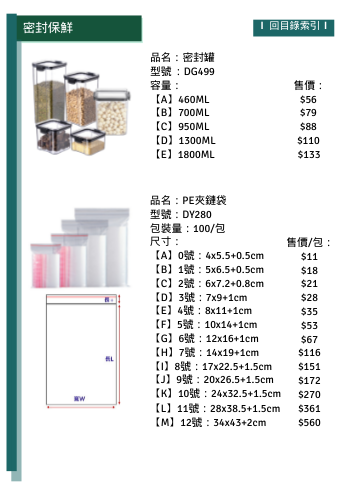 密封保鮮
回目錄索引
品名：密封罐
型號：DG499
容量：
售價：
【A】460ML $56
【B】700ML $79
【C】950ML $88
【D】1300ML $110
【E】1800ML $133
品名：PE夾鏈袋
型號：DY280
包裝量：100/包
尺寸：
售價/包：
【A】0號：4x5.5+0.5cm $11
【B】1號：5x6.5+0.5cm $18
【C】2號：6x7.2+0.8cm $21
【D】3號：7x9+1cm $28
【E】4號：8x11+1cm $35
【F】5號：10x14+1cm $53
【G】6號：12x16+1cm $67
【H】7號：14x19+1cm $116
【I】8號：17x22.5+1.5cm $151
【J】9號：20x26.5+1.5cm $172
【K】10號：24x32.5+1.5cm $270
【L】11號：28x38.5+1.5cm $361
【M】12號：34x43+2cm $560
長L
寬W